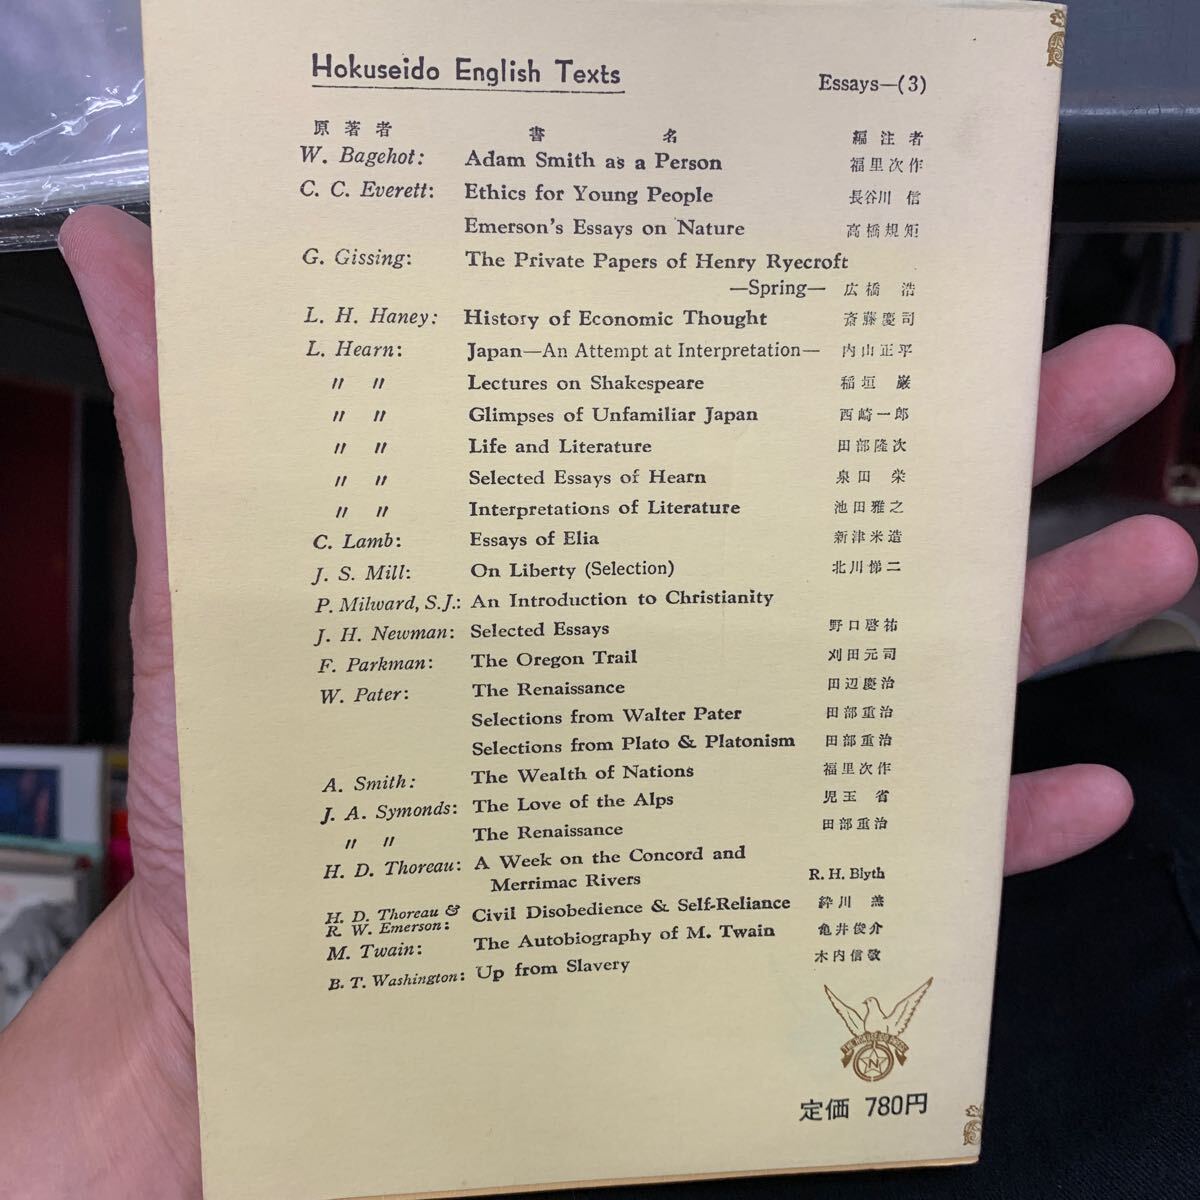 Hokuseido English Texts Essays—(3)
原著者 書名 編注者
W. Bagehot: Adam Smith as a Person 福里次作
C. C. Everett: Ethics for Young People 長谷川 信
Emerson's Essays on Nature 高橋規矩
G. Gissing: The Private Papers of Henry Ryecroft
—Spring— 広橋 浩
L. H. Haney: History of Economic Thought 斎藤慶司
L. Hearn: Japan—An Attempt at Interpretation— 内山正平
〃 〃 Lectures on Shakespeare 稲垣 巌
〃 〃 Glimpses of Unfamiliar Japan 西崎一郎
〃 〃 Life and Literature 田部隆次
〃 〃 Selected Essays of Hearn 泉田 栄
〃 〃 Interpretations of Literature 池田雅之
C. Lamb: Essays of Elia 新津米造
J. S. Mill: On Liberty (Selection) 北川悌二
P. Milward, S.J.: An Introduction to Christianity
J. H. Newman: Selected Essays 野口啓祐
F. Parkman: The Oregon Trail 刈田元司
W. Pater: The Renaissance 田辺慶治
Selections from Walter Pater 田部重治
Selections from Plato & Platonism 田部重治
A. Smith: The Wealth of Nations 福里次作
J. A. Symonds: The Love of the Alps 児玉 省
〃 〃 The Renaissance 田部重治
H. D. Thoreau: A Week on the Concord and
Merrimac Rivers R. H. Blyth
H. D. Thoreau &
R. W. Emerson: Civil Disobedience & Self-Reliance
M. Twain: The Autobiography of M. Twain 亀井俊介
B. T. Washington: Up from Slavery 木内信敬
THE HOKUSEIDO PRESS
N
定価 780円